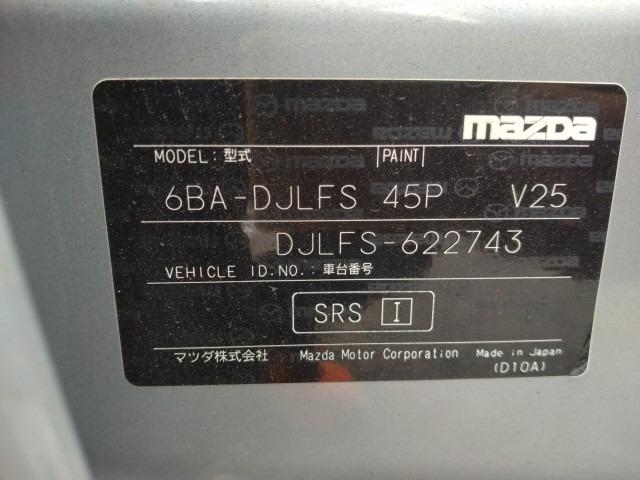 mazda
MODEL:型式 PAINT
6BA-DJLFS 45P V25
DJLFS-622743
VEHICLE ID.NO.:車台番号
SRS I
マツダ株式会社 Mazda Motor Corporation Made in Japan
(D10A)